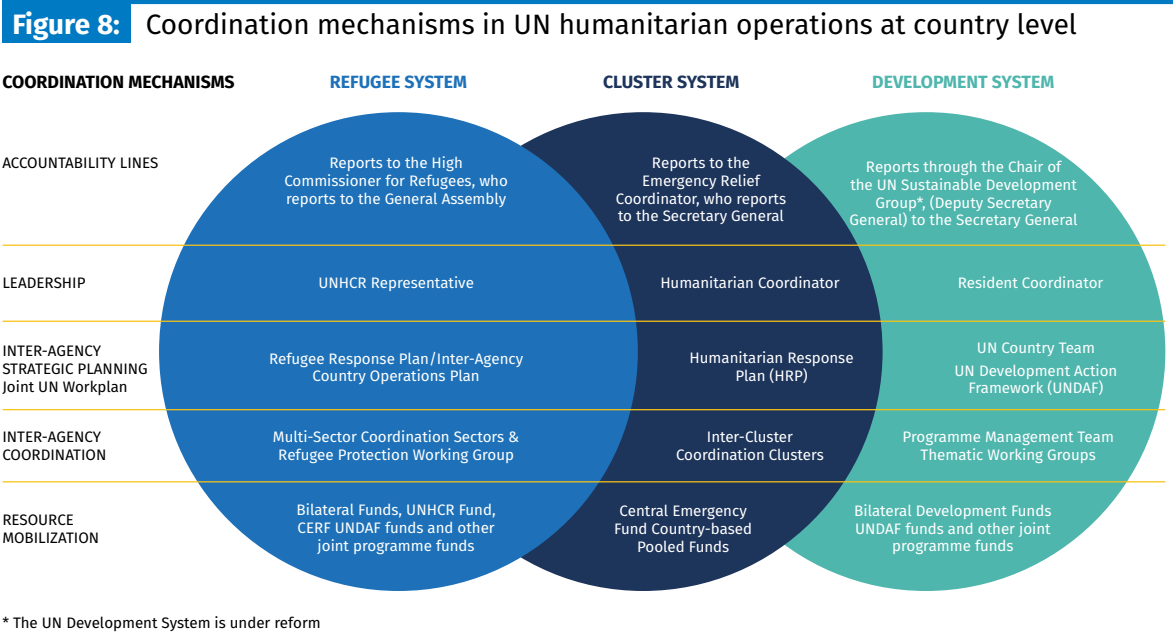 Figure 8: Coordination mechanisms in UN humanitarian operations at country level
COORDINATION MECHANISMS
REFUGEE SYSTEM
CLUSTER SYSTEM
DEVELOPMENT SYSTEM
ACCOUNTABILITY LINES
Reports to the High
Commissioner for Refugees, who
reports to the General Assembly
Reports to the
Emergency Relief
Coordinator, who reports
to the Secretary General
Reports through the Chair of
the UN Sustainable Development
Group*, (Deputy Secretary
General) to the Secretary General
LEADERSHIP
UNHCR Representative
Humanitarian Coordinator
Resident Coordinator
INTER-AGENCY
STRATEGIC PLANNING
Joint UN Workplan
Refugee Response Plan/Inter-Agency
Country Operations Plan
Humanitarian Response
Plan (HRP)
UN Country Team
UN Development Action
Framework (UNDAF)
INTER-AGENCY
COORDINATION
Multi-Sector Coordination Sectors &
Refugee Protection Working Group
Inter-Cluster
Coordination Clusters
Programme Management Team
Thematic Working Groups
RESOURCE
MOBILIZATION
Bilateral Funds, UNHCR Fund,
CERF UNDAF funds and other
joint programme funds
Central Emergency
Fund Country-based
Pooled Funds
Bilateral Development Funds
UNDAF funds and other joint
programme funds
* The UN Development System is under reform